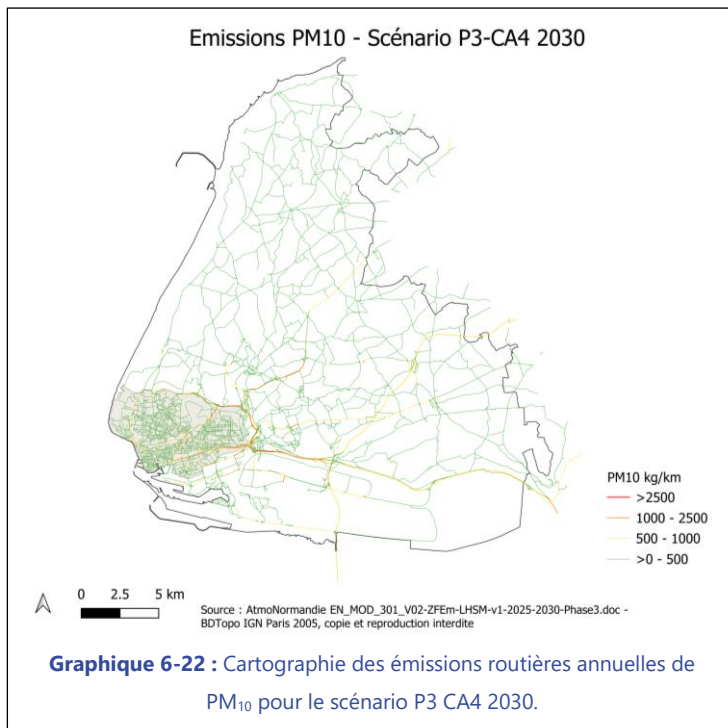 Emissions PM10 - Scénario P3-CA4 2030
PM10 kg/km
>2500
1000 - 2500
500 - 1000
>0 - 500
0 2.5 5 km
Source : AtmoNormandie EN_MOD_301_V02-ZFEm-LHSM-v1-2025-2030-Phase3.doc -
BDTopo IGN Paris 2005, copie et reproduction interdite
Graphique 6-22 : Cartographie des émissions routières annuelles de
PM₁₀ pour le scénario P3 CA4 2030.